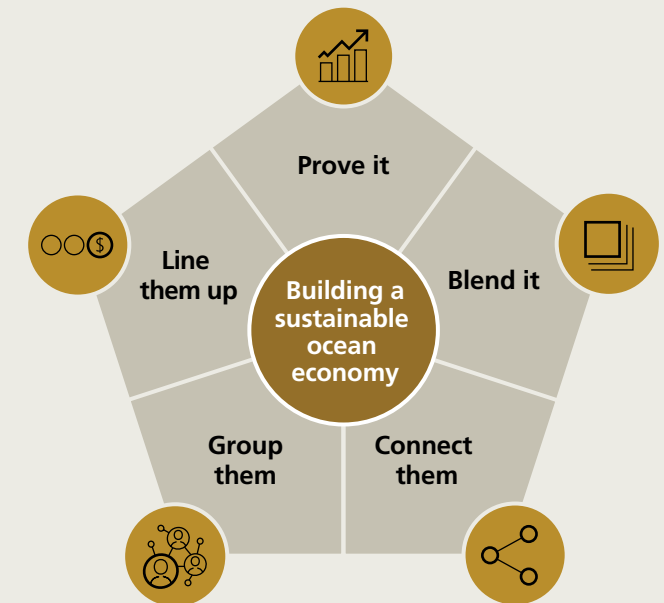 Prove it
Blend it
Connect
them
Group
them
Line
them up
Building a
sustainable
ocean
economy
$